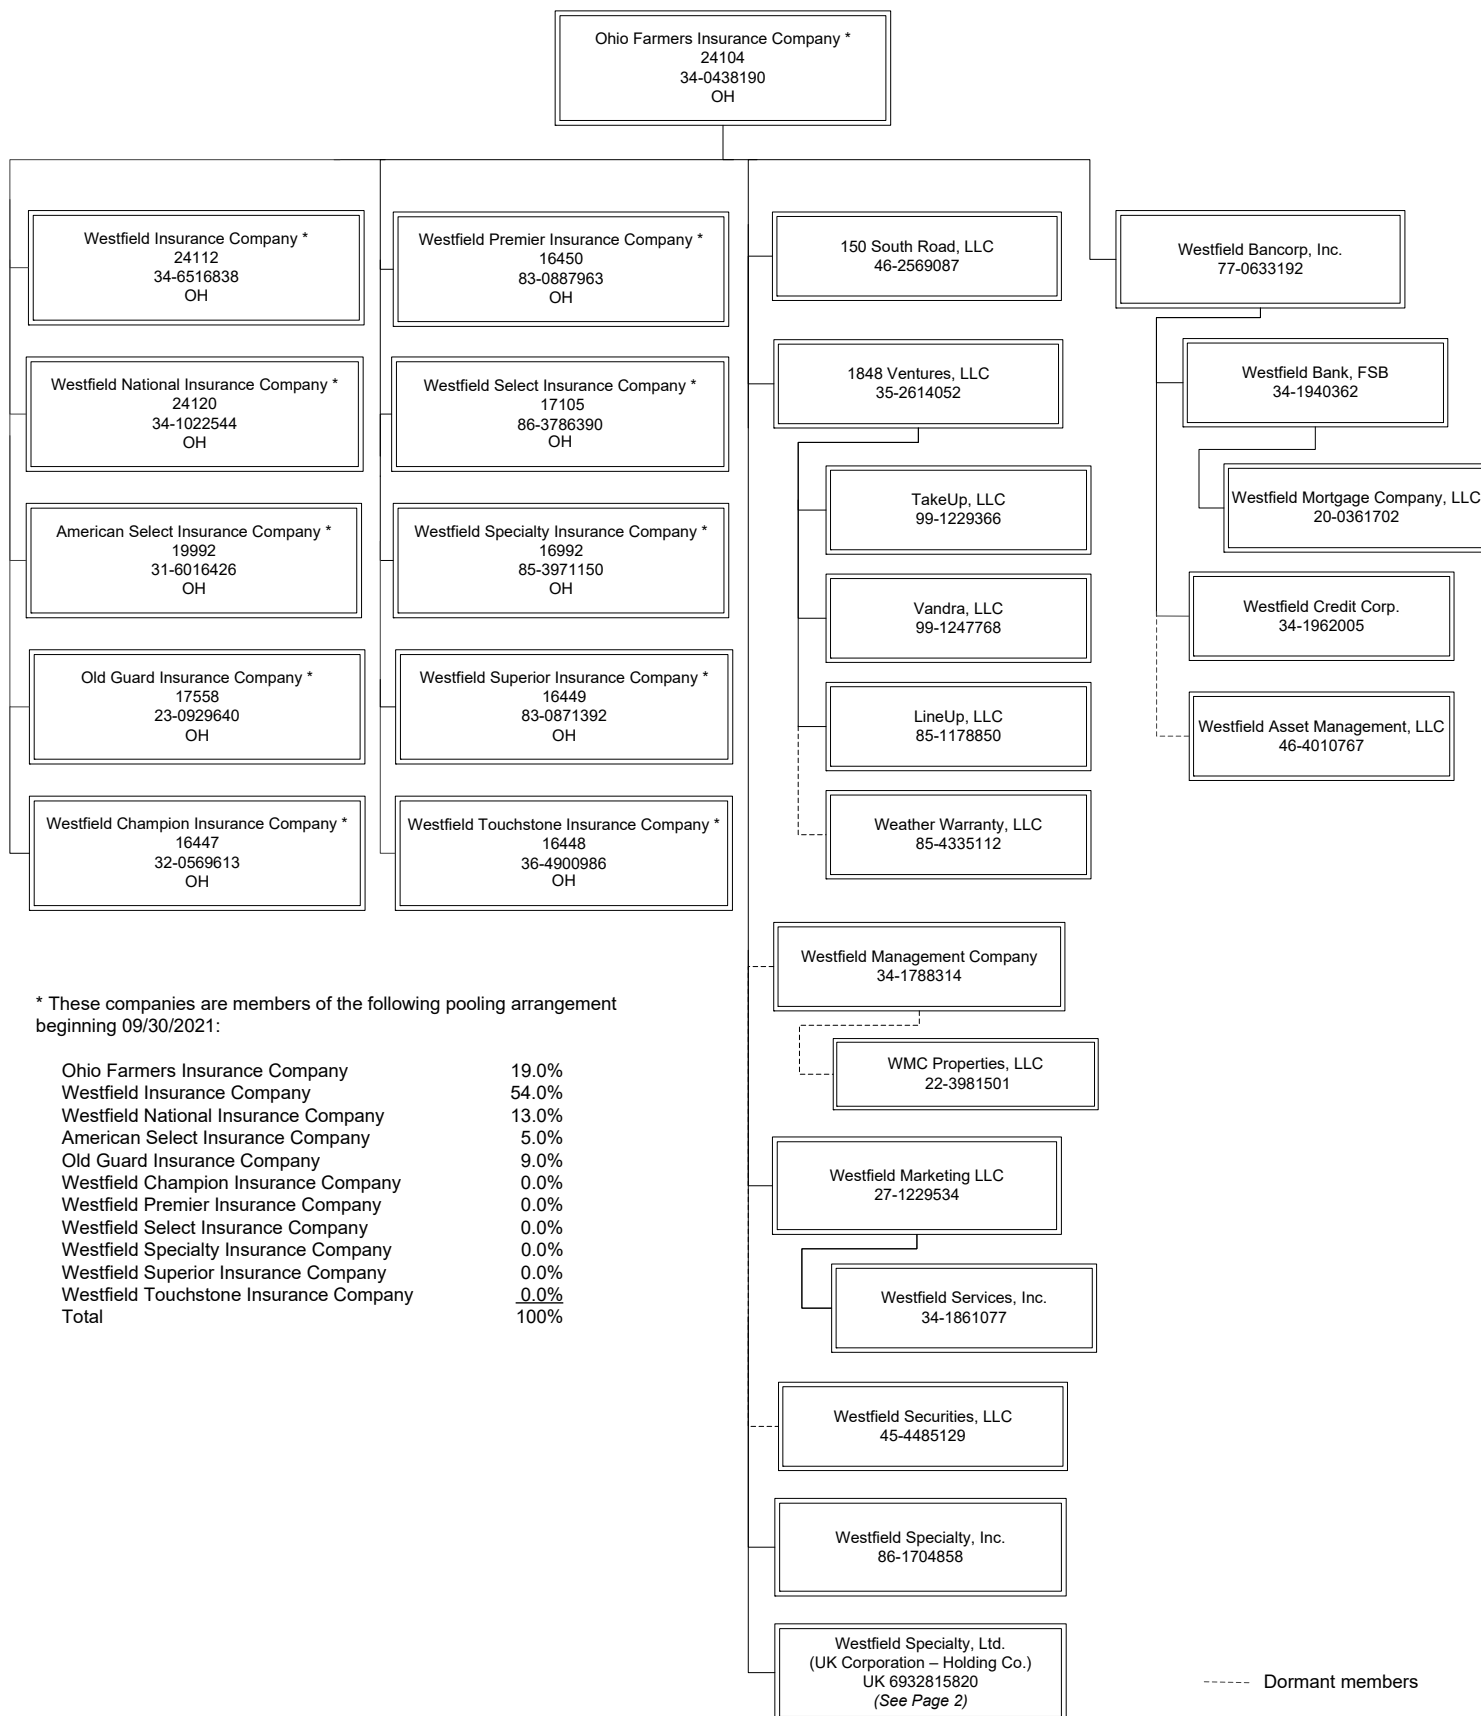 Ohio Farmers Insurance Company *
24104
34-0438190
OH
Westfield Insurance Company *
24112
34-6516838
OH
Westfield National Insurance Company *
24120
34-1022544
OH
American Select Insurance Company *
19992
31-6016426
OH
Old Guard Insurance Company *
17558
23-0929640
OH
Westfield Champion Insurance Company *
16447
32-0569613
OH
Westfield Premier Insurance Company *
16450
83-0887963
OH
Westfield Select Insurance Company *
17105
86-3786390
OH
Westfield Specialty Insurance Company *
16992
85-3971150
OH
Westfield Superior Insurance Company *
16449
83-0871392
OH
Westfield Touchstone Insurance Company *
16448
36-4900986
OH
150 South Road, LLC
46-2569087
1848 Ventures, LLC
35-2614052
TakeUp, LLC
99-1229366
Vandra, LLC
99-1247768
LineUp, LLC
85-1178850
Weather Warranty, LLC
85-4335112
Westfield Management Company
34-1788314
WMC Properties, LLC
22-3981501
Westfield Marketing LLC
27-1229534
Westfield Services, Inc.
34-1861077
Westfield Securities, LLC
45-4485129
Westfield Specialty, Inc.
86-1704858
Westfield Specialty, Ltd.
(UK Corporation – Holding Co.)
UK 6932815820
(See Page 2)
Westfield Bancorp, Inc.
77-0633192
Westfield Bank, FSB
34-1940362
Westfield Mortgage Company, LLC
20-0361702
Westfield Credit Corp.
34-1962005
Westfield Asset Management, LLC
46-4010767
* These companies are members of the following pooling arrangement
beginning 09/30/2021:
Ohio Farmers Insurance Company 19.0%
Westfield Insurance Company 54.0%
Westfield National Insurance Company 13.0%
American Select Insurance Company 5.0%
Old Guard Insurance Company 9.0%
Westfield Champion Insurance Company 0.0%
Westfield Premier Insurance Company 0.0%
Westfield Select Insurance Company 0.0%
Westfield Specialty Insurance Company 0.0%
Westfield Superior Insurance Company 0.0%
Westfield Touchstone Insurance Company 0.0%
Total 100%
Dormant members